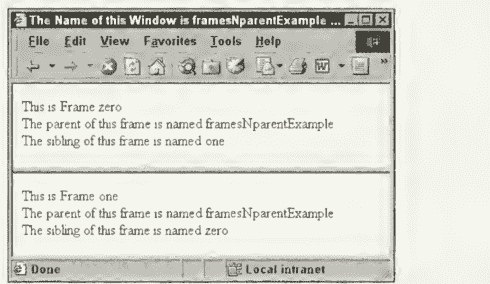 The Name of this Window is framesNparentExample ...
File Edit View Favorites Tools Help
W
»
This is Frame zero
The parent of this frame is named framesNparentExample
The sibling of this frame is named one
This is Frame one
The parent of this frame is named framesNparentExample
The sibling of this frame is named zero
Done Local intranet